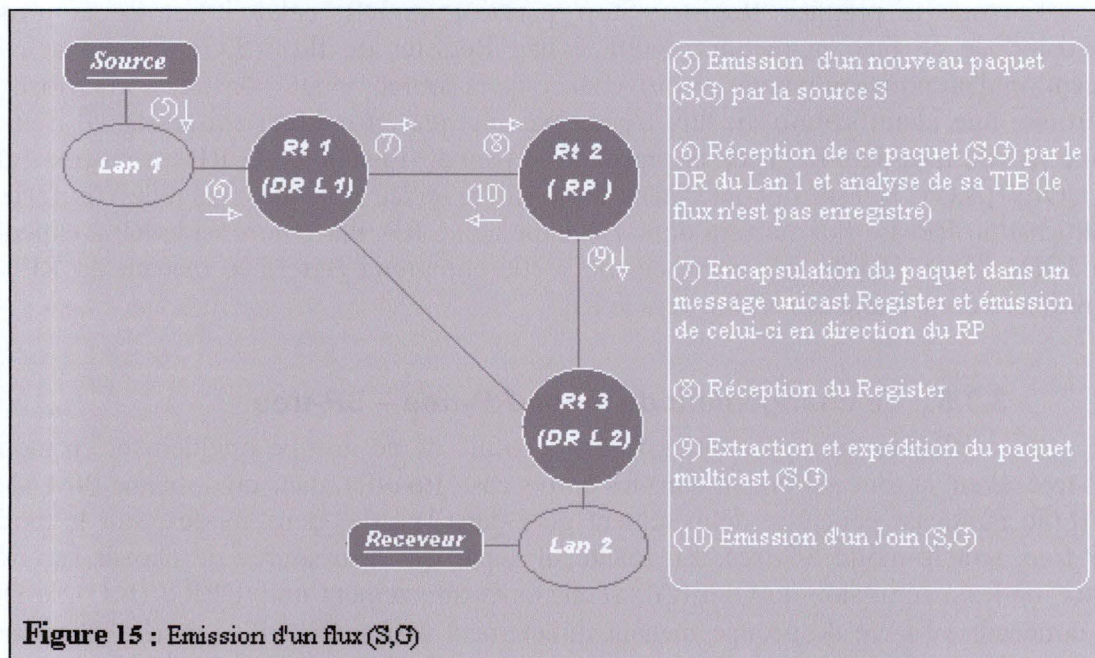 Source
(5)
Lan 1
(6)
Rt 1
(DR L 1)
(7)
(8)
(10)
Rt 2
( RP )
(9)
Rt 3
(DR L 2)
Receveur
Lan 2
(5) Emission d'un nouveau paquet
(S,G) par la source S
(6) Réception de ce paquet (S,G) par le
DR du Lan 1 et analyse de sa TIB (le
flux n'est pas enregistré)
(7) Encapsulation du paquet dans un
message unicast Register et émission
de celui-ci en direction du RP
(8) Réception du Register
(9) Extraction et expédition du paquet
multicast (S,G)
(10) Emission d'un Join (S,G)
Figure 15 : Emission d'un flux (S,G)